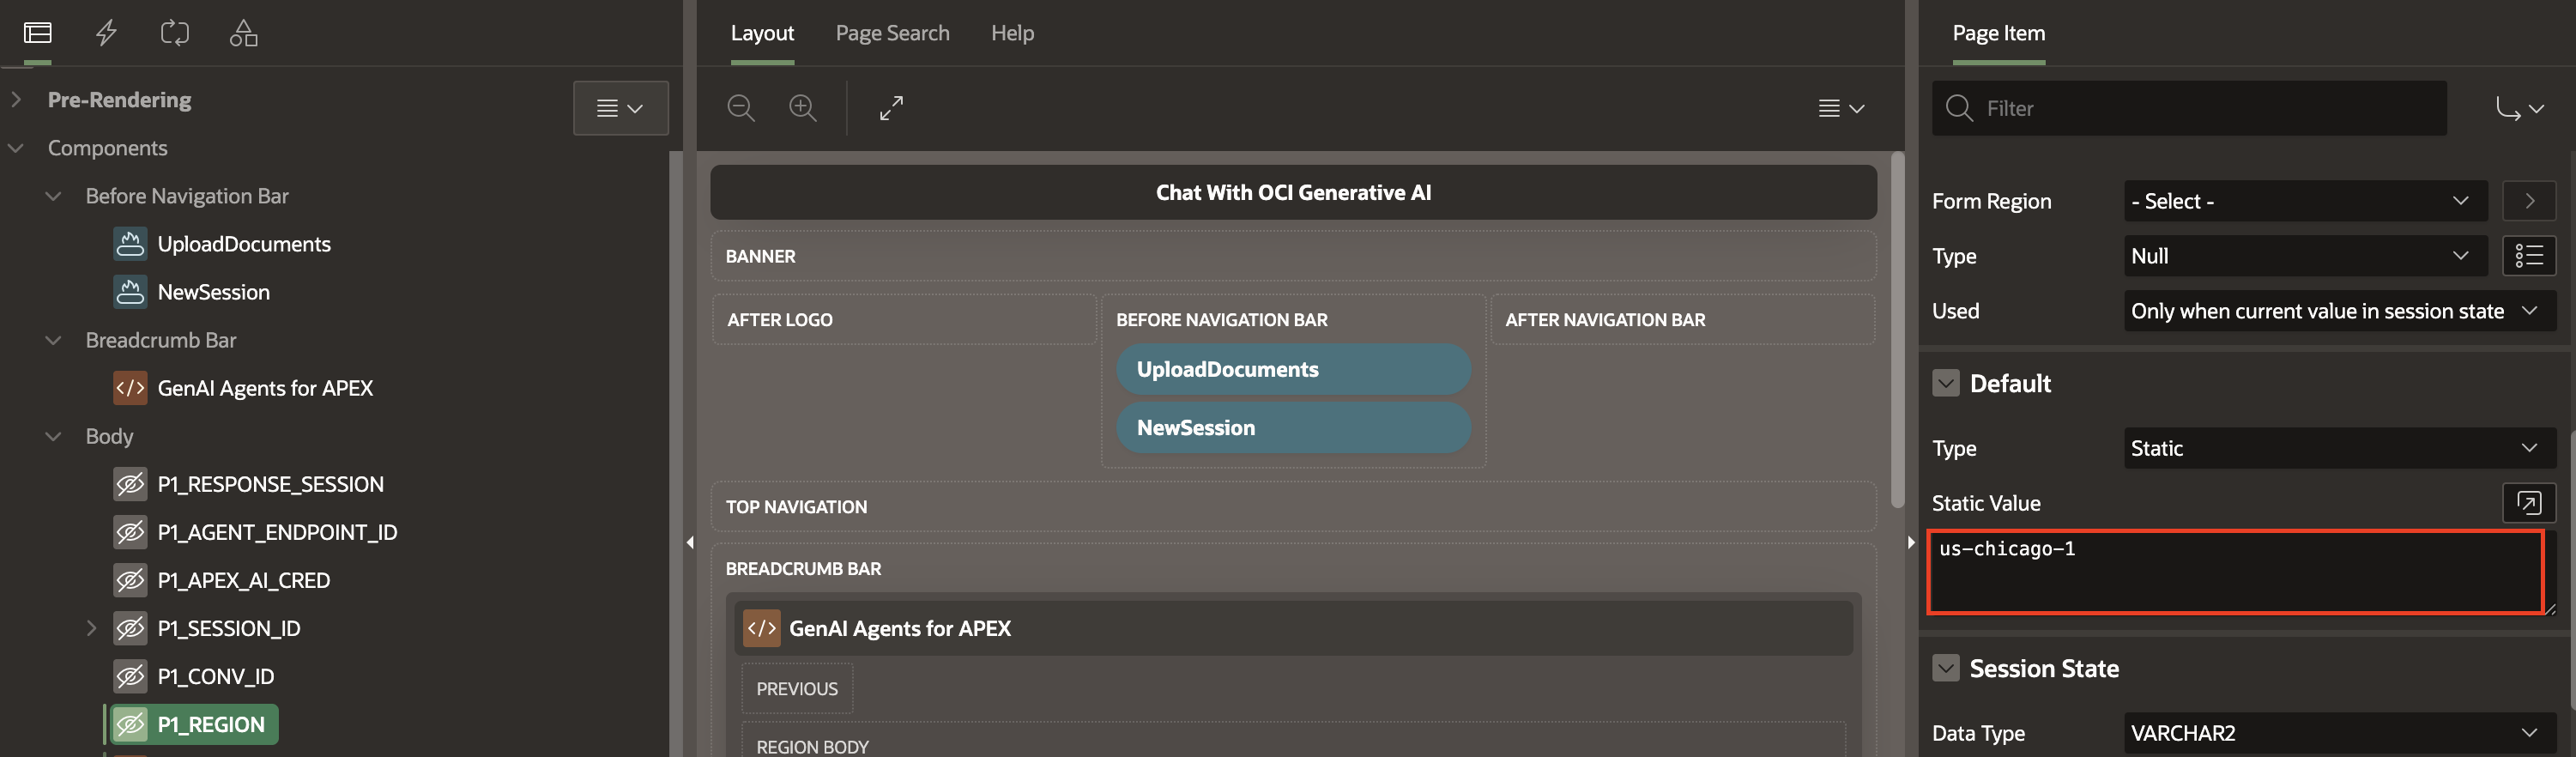 Pre-Rendering
Components
Before Navigation Bar
UploadDocuments
NewSession
Breadcrumb Bar
GenAI Agents for APEX
Body
P1_RESPONSE_SESSION
P1_AGENT_ENDPOINT_ID
P1_APEX_AI_CRED
P1_SESSION_ID
P1_CONV_ID
P1_REGION
Layout Page Search Help
Chat With OCI Generative AI
BANNER
AFTER LOGO
BEFORE NAVIGATION BAR
UploadDocuments
NewSession
AFTER NAVIGATION BAR
TOP NAVIGATION
BREADCRUMB BAR
GenAI Agents for APEX
PREVIOUS
REGION BODY
Page Item
Filter
Form Region - Select -
Type Null
Used Only when current value in session state
Default
Type Static
Static Value
us-chicago-1
Session State
Data Type VARCHAR2